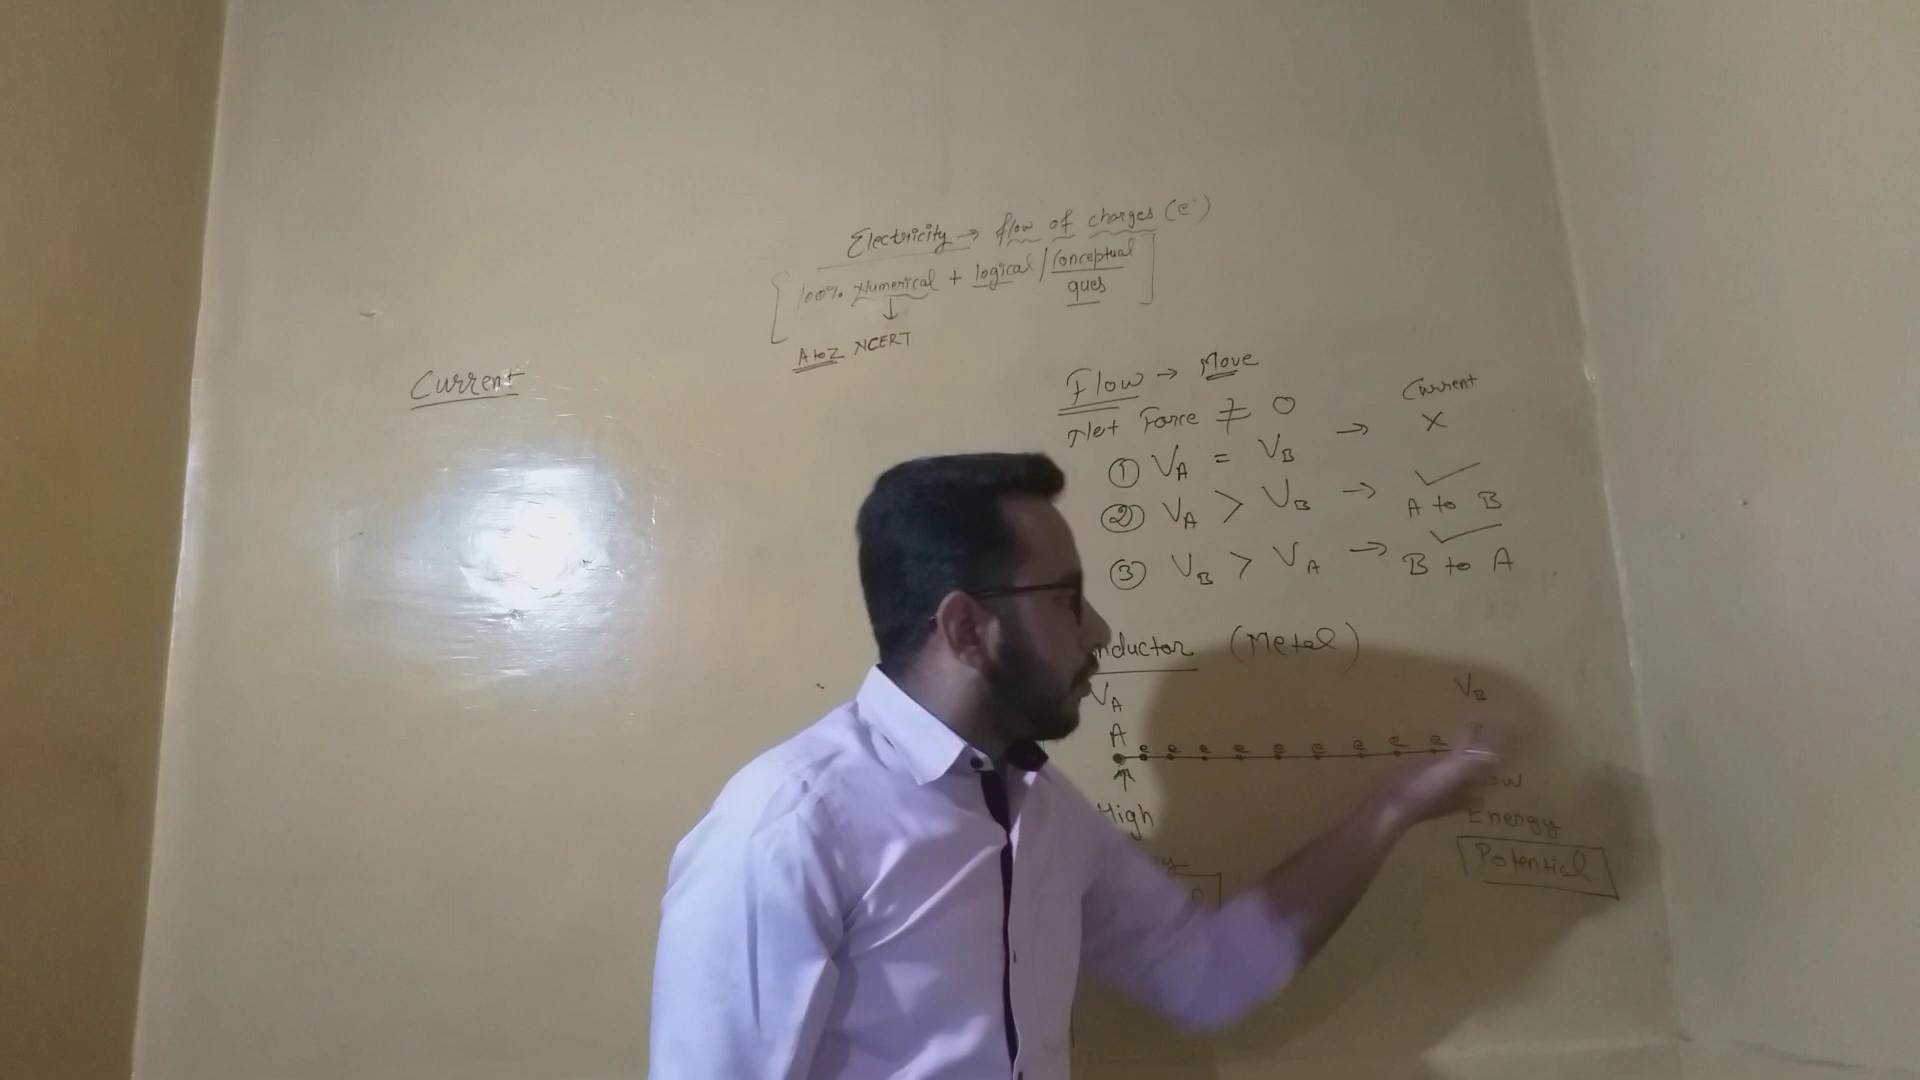 Electricity → flow of charges (e⁻)
100% Numerical + logical / Conceptual
ques
↓
A to Z NCERT
Current
Flow → Move
Net Force ≠ 0
Current
① V_A = V_B → ×
② V_A > V_B → ✓ A to B
③ V_B > V_A → ✓ B to A
nductor (Metal)
V_A V_B
A e e e e e e e e e
High ow
Energy
Potential